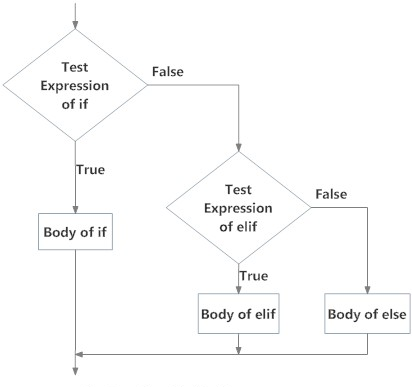 Test
Expression
of if
False
True
Body of if
Test
Expression
of elif
False
True
Body of elif
Body of else